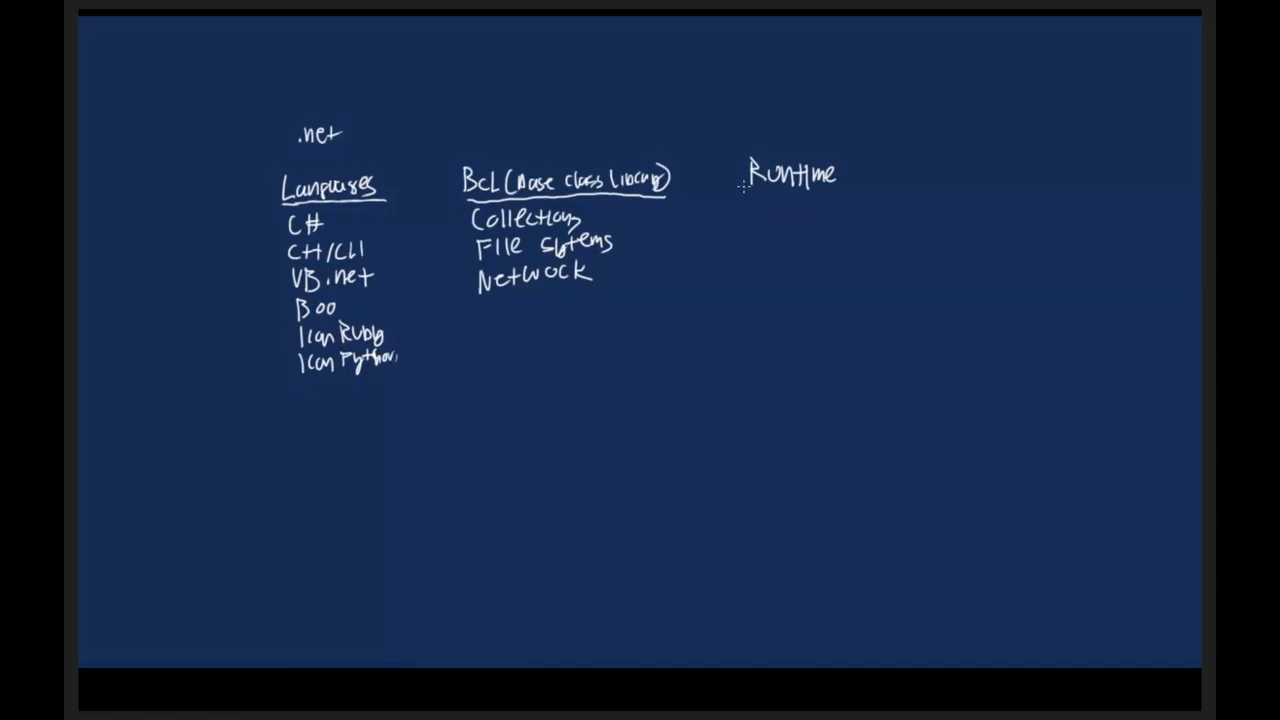 .net
Languages
C#
C++/CLI
VB.net
Boo
Iron Ruby
Iron Python
BCL (Base class Library)
Collections
File systems
Network
Runtime